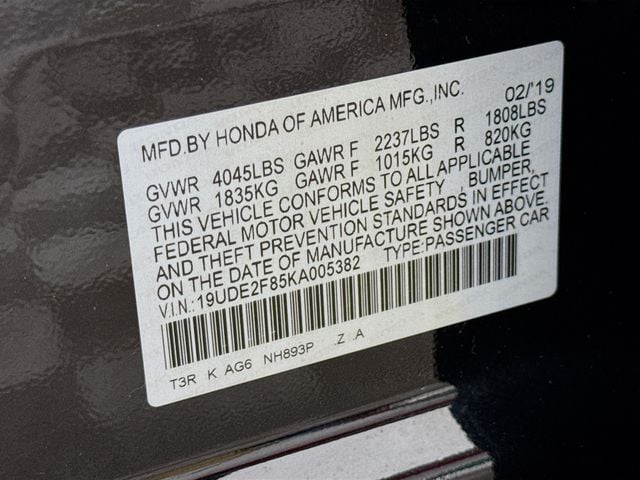 MFD.BY HONDA OF AMERICA MFG.,INC. 02/'19
GVWR 4045LBS GAWR F 2237LBS R 1808LBS
GVWR 1835KG GAWR F 1015KG R 820KG
THIS VEHICLE CONFORMS TO ALL APPLICABLE
FEDERAL MOTOR VEHICLE SAFETY , BUMPER,
AND THEFT PREVENTION STANDARDS IN EFFECT
ON THE DATE OF MANUFACTURE SHOWN ABOVE.
V.I.N.:19UDE2F85KA005382 TYPE:PASSENGER CAR
T3R K AG6 NH893P .Z .A